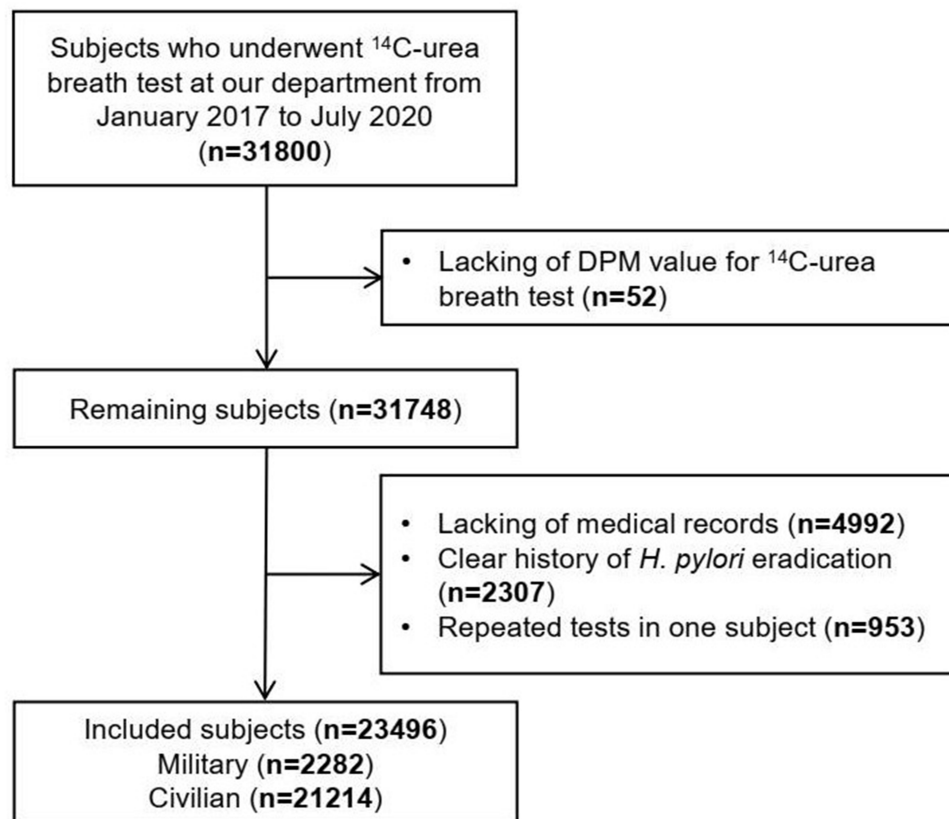 Subjects who underwent ¹⁴C-urea
breath test at our department from
January 2017 to July 2020
(n=31800)
• Lacking of DPM value for ¹⁴C-urea
breath test (n=52)
Remaining subjects (n=31748)
• Lacking of medical records (n=4992)
• Clear history of H. pylori eradication
(n=2307)
• Repeated tests in one subject (n=953)
Included subjects (n=23496)
Military (n=2282)
Civilian (n=21214)